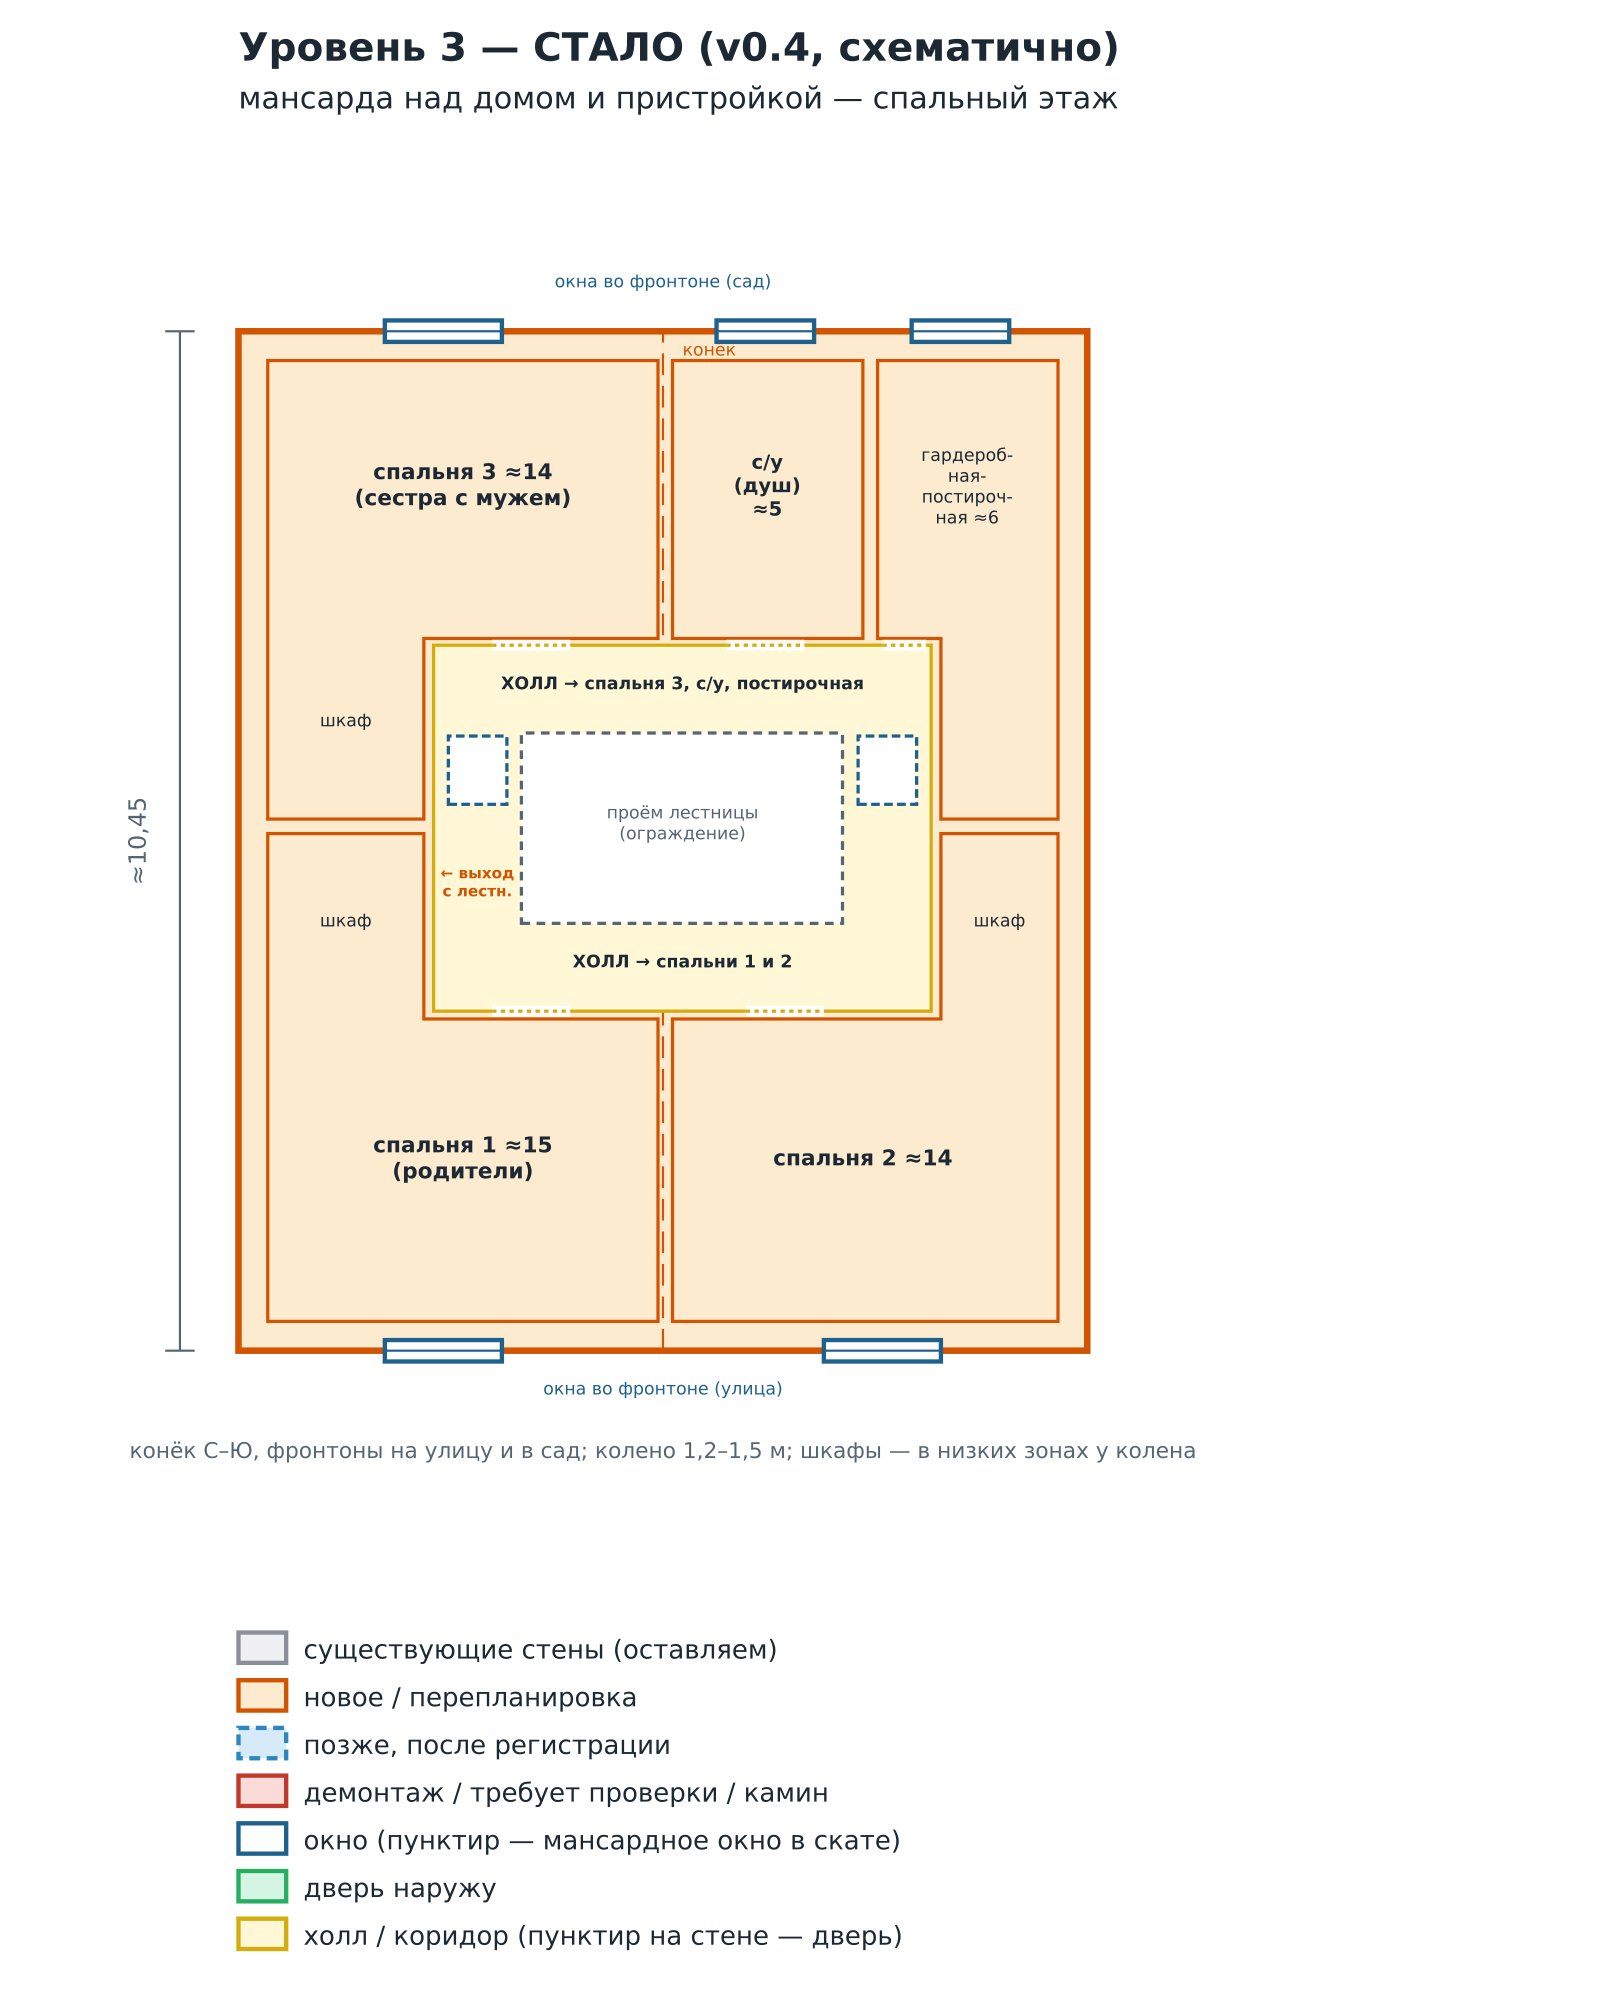 Уровень 3 — СТАЛО (v0.4, схематично)
мансарда над домом и пристройкой — спальный этаж
окна во фронтоне (сад)
конёк
спальня 3 ≈14
(сестра с мужем)
с/у
(душ)
≈5
гардероб-
ная-
постироч-
ная ≈6
ХОЛЛ → спальня 3, с/у, постирочная
шкаф
проём лестницы
(ограждение)
≈10,45
← выход
с лестн.
шкаф
шкаф
ХОЛЛ → спальни 1 и 2
спальня 1 ≈15
(родители)
спальня 2 ≈14
окна во фронтоне (улица)
конёк С–Ю, фронтоны на улицу и в сад; колено 1,2–1,5 м; шкафы — в низких зонах у колена
существующие стены (оставляем)
новое / перепланировка
позже, после регистрации
демонтаж / требует проверки / камин
окно (пунктир — мансардное окно в скате)
дверь наружу
холл / коридор (пунктир на стене — дверь)